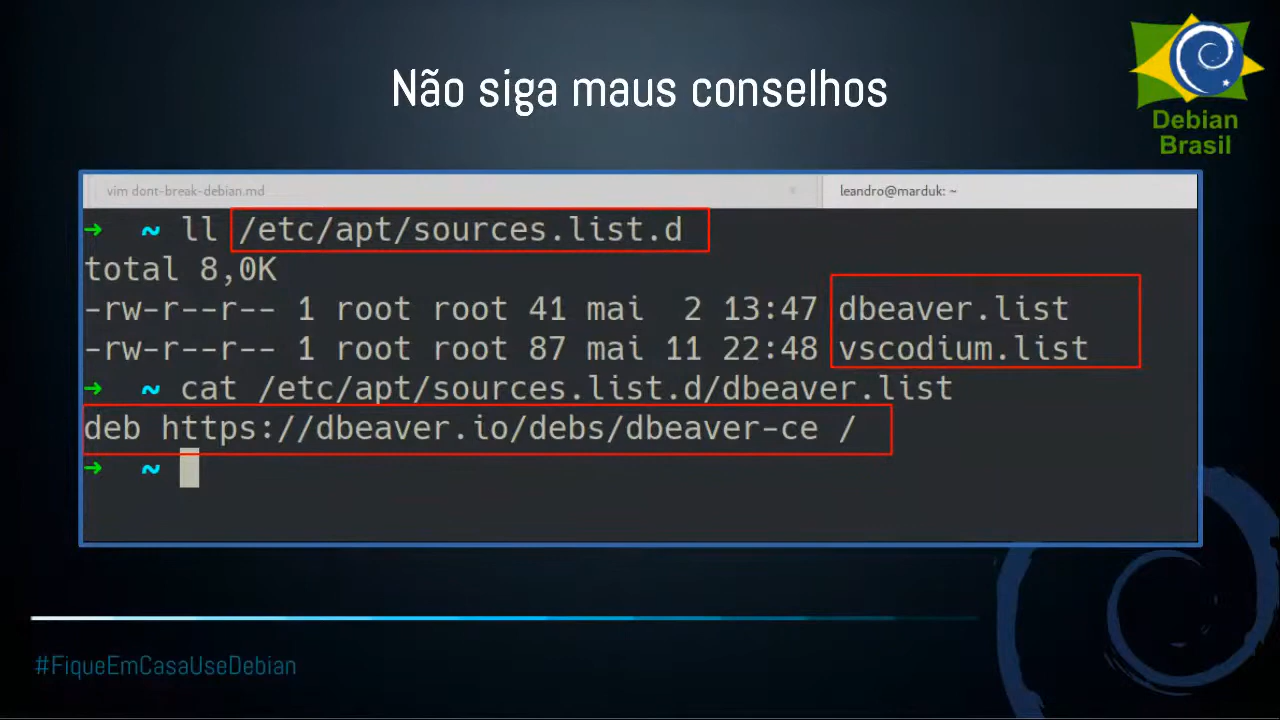 Não siga maus conselhos
Debian
Brasil
vim dont-break-debian.md
leandro@marduk: ~
➜ ~ ll /etc/apt/sources.list.d
total 8,0K
-rw-r--r-- 1 root root 41 mai  2 13:47 dbeaver.list
-rw-r--r-- 1 root root 87 mai 11 22:48 vscodium.list
➜ ~ cat /etc/apt/sources.list.d/dbeaver.list
deb https://dbeaver.io/debs/dbeaver-ce /
➜ ~
#FiqueEmCasaUseDebian